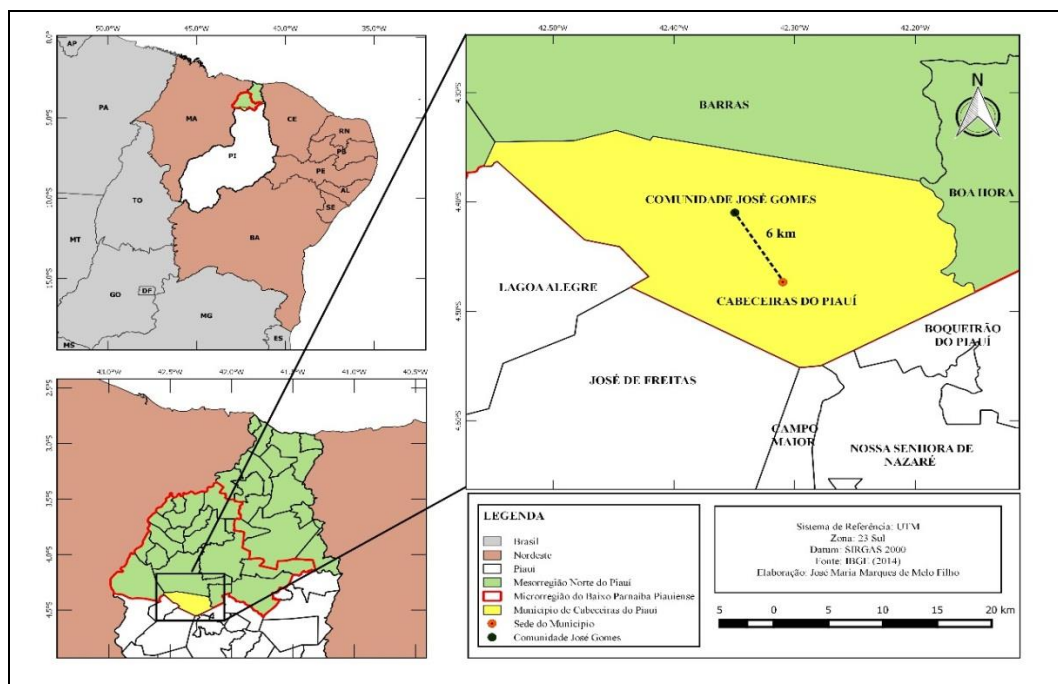 50.0°W 45.0°W 40.0°W 35.0°W
0.0°
5.0°S
10.0°S
15.0°S
AP
PA
MA
CE
RN
PB
PE
AL
SE
PI
TO
BA
MT
GO
DF
MG
ES
MS
43.0°W 42.5°W 42.0°W 41.5°W 41.0°W 40.5°W
2.5°S
3.0°S
3.5°S
4.0°S
4.5°S
42.50°W 42.40°W 42.30°W 42.20°W
4.30°S
4.40°S
4.50°S
4.60°S
N
BARRAS
BOA HORA
COMUNIDADE JOSÉ GOMES
6 km
LAGOA ALEGRE
CABECEIRAS DO PIAUÍ
BOQUEIRÃO
DO PIAUÍ
JOSÉ DE FREITAS
CAMPO
MAIOR
NOSSA SENHORA DE
NAZARÉ
LEGENDA
Brasil
Nordeste
Piauí
Mesorregião Norte do Piauí
Microrregião do Baixo Parnaíba Piauiense
Município de Cabeceiras do Piauí
Sede do Município
Comunidade José Gomes
Sistema de Referência: UTM
Zona: 23 Sul
Datum: SIRGAS 2000
Fonte: IBGE (2014)
Elaboração: José Maria Marques de Melo Filho
5 0 5 10 15 20 km